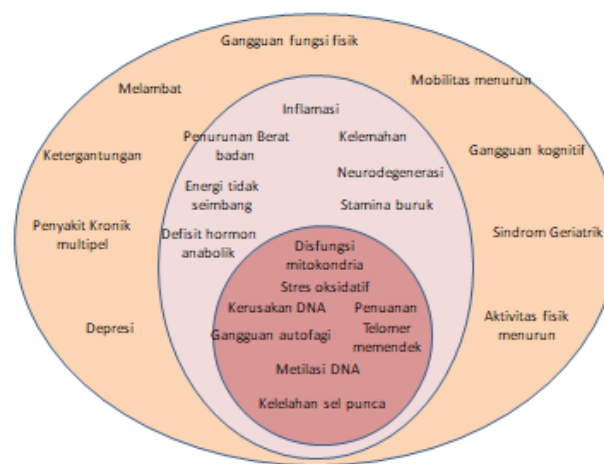 Gangguan fungsi fisik
Melambat
Mobilitas menurun
Inflamasi
Penurunan Berat
badan
Kelemahan
Ketergantungan
Gangguan kognitif
Neurodegenerasi
Energi tidak
seimbang
Stamina buruk
Penyakit Kronik
multipel
Defisit hormon
anabolik
Sindrom Geriatrik
Disfungsi
mitokondria
Stres oksidatif
Kerusakan DNA
Penuanan
Telomer
memendek
Gangguan autofagi
Depresi
Aktivitas fisik
menurun
Metilasi DNA
Kelelahan sel punca